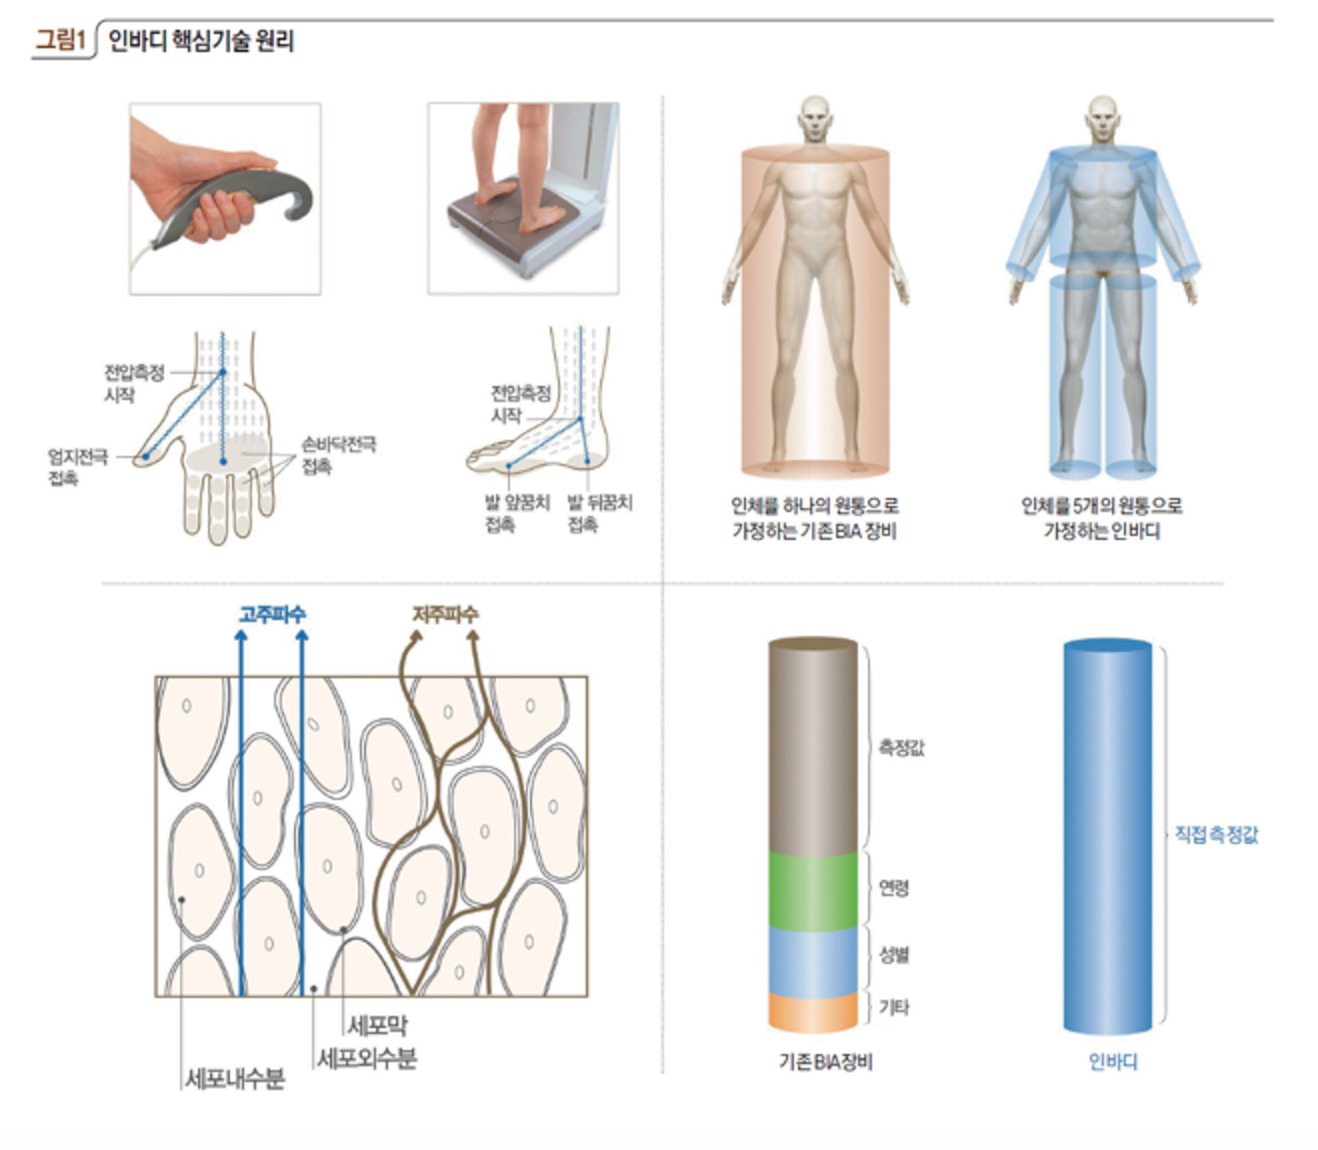 그림1 인바디 핵심기술 원리
전압측정
시작
엄지전극
접촉
손바닥전극
접촉
전압측정
시작
발 앞꿈치
접촉
발 뒤꿈치
접촉
인체를 하나의 원통으로
가정하는 기존 BIA 장비
인체를 5개의 원통으로
가정하는 인바디
고주파수
저주파수
세포막
세포외수분
세포내수분
측정값
연령
성별
기타
기존 BIA장비
직접 측정값
인바디